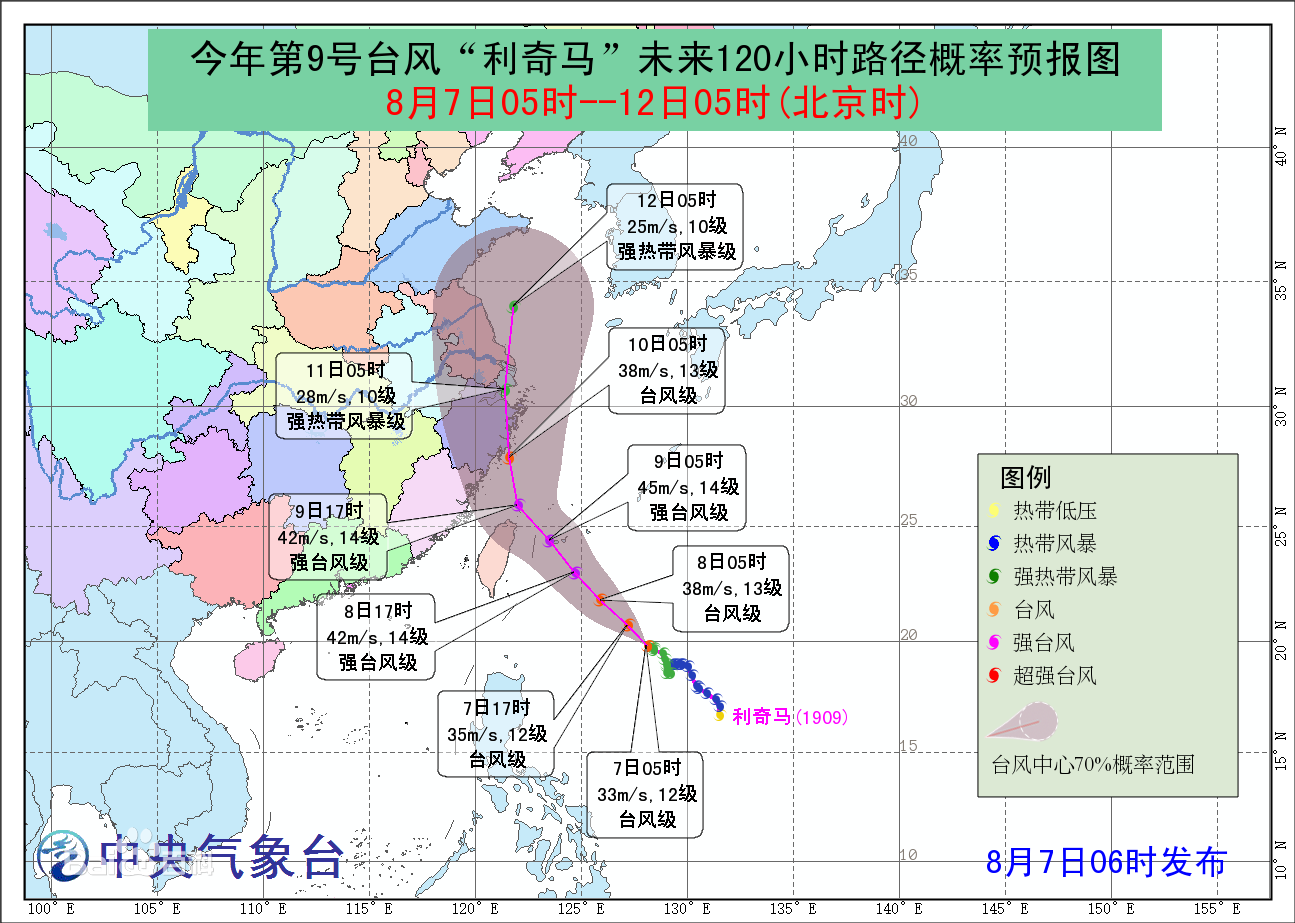 今年第9号台风“利奇马”未来120小时路径概率预报图
8月7日05时--12日05时(北京时)
12日05时
25m/s,10级
强热带风暴级
10日05时
38m/s,13级
台风级
11日05时
28m/s,10级
强热带风暴级
9日05时
45m/s,14级
强台风级
9日17时
42m/s,14级
强台风级
8日05时
38m/s,13级
台风级
8日17时
42m/s,14级
强台风级
7日17时
35m/s,12级
台风级
7日05时
33m/s,12级
台风级
利奇马(1909)
图例
热带低压
热带风暴
强热带风暴
台风
强台风
超强台风
台风中心70%概率范围
40
35
30
25
20
15
10
40° N
35° N
30° N
25° N
20° N
15° N
10° N
中央气象台
8月7日06时发布
100° E
105° E
110° E
115° E
120° E
125° E
130° E
135° E
140° E
145° E
150° E
155° E